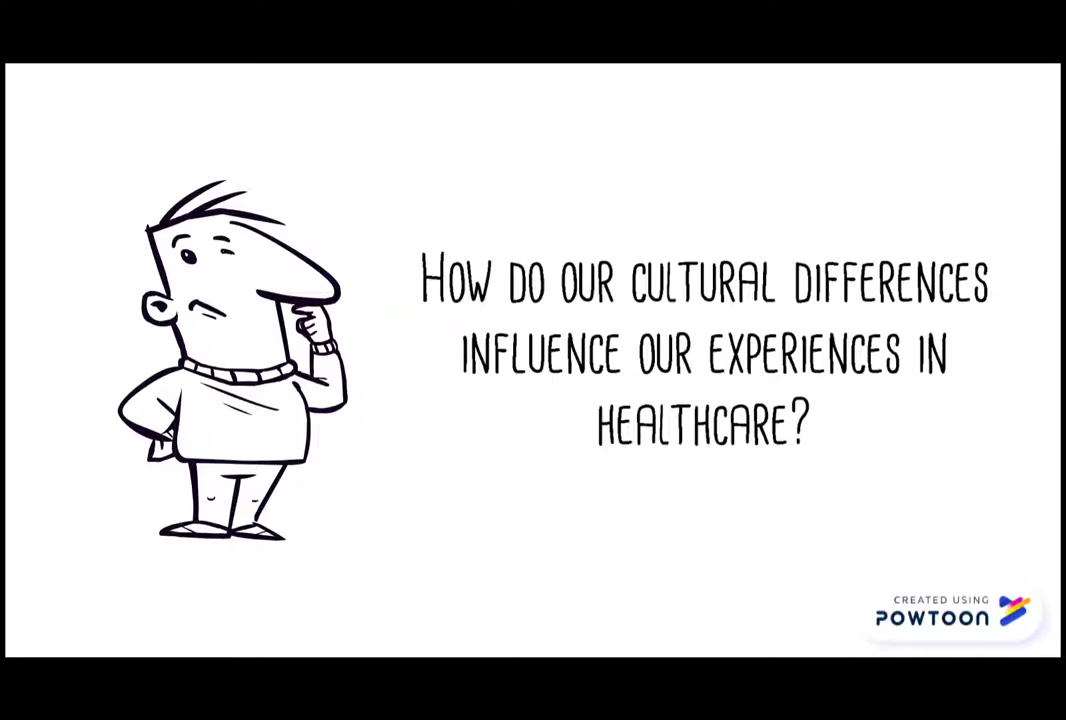 HOW DO OUR CULTURAL DIFFERENCES
INFLUENCE OUR EXPERIENCES IN
HEALTHCARE?
CREATED USING
POWTOON